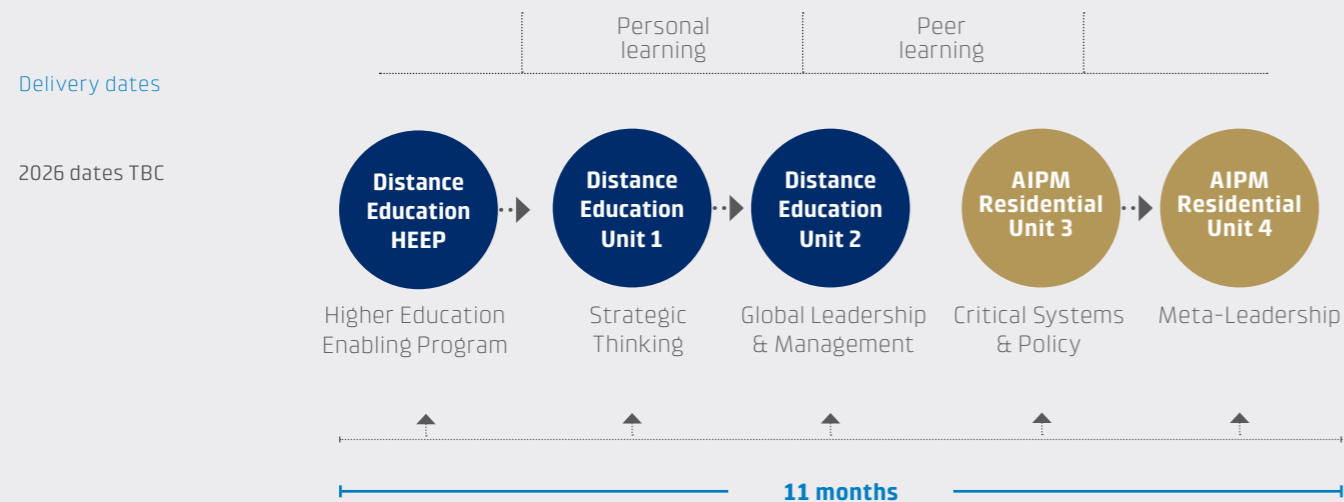 Personal
learning
Peer
learning
Delivery dates
2026 dates TBC
Distance
Education
HEEP
Distance
Education
Unit 1
Distance
Education
Unit 2
AIPM
Residential
Unit 3
AIPM
Residential
Unit 4
Higher Education
Enabling Program
Strategic
Thinking
Global Leadership
& Management
Critical Systems
& Policy
Meta-Leadership
11 months